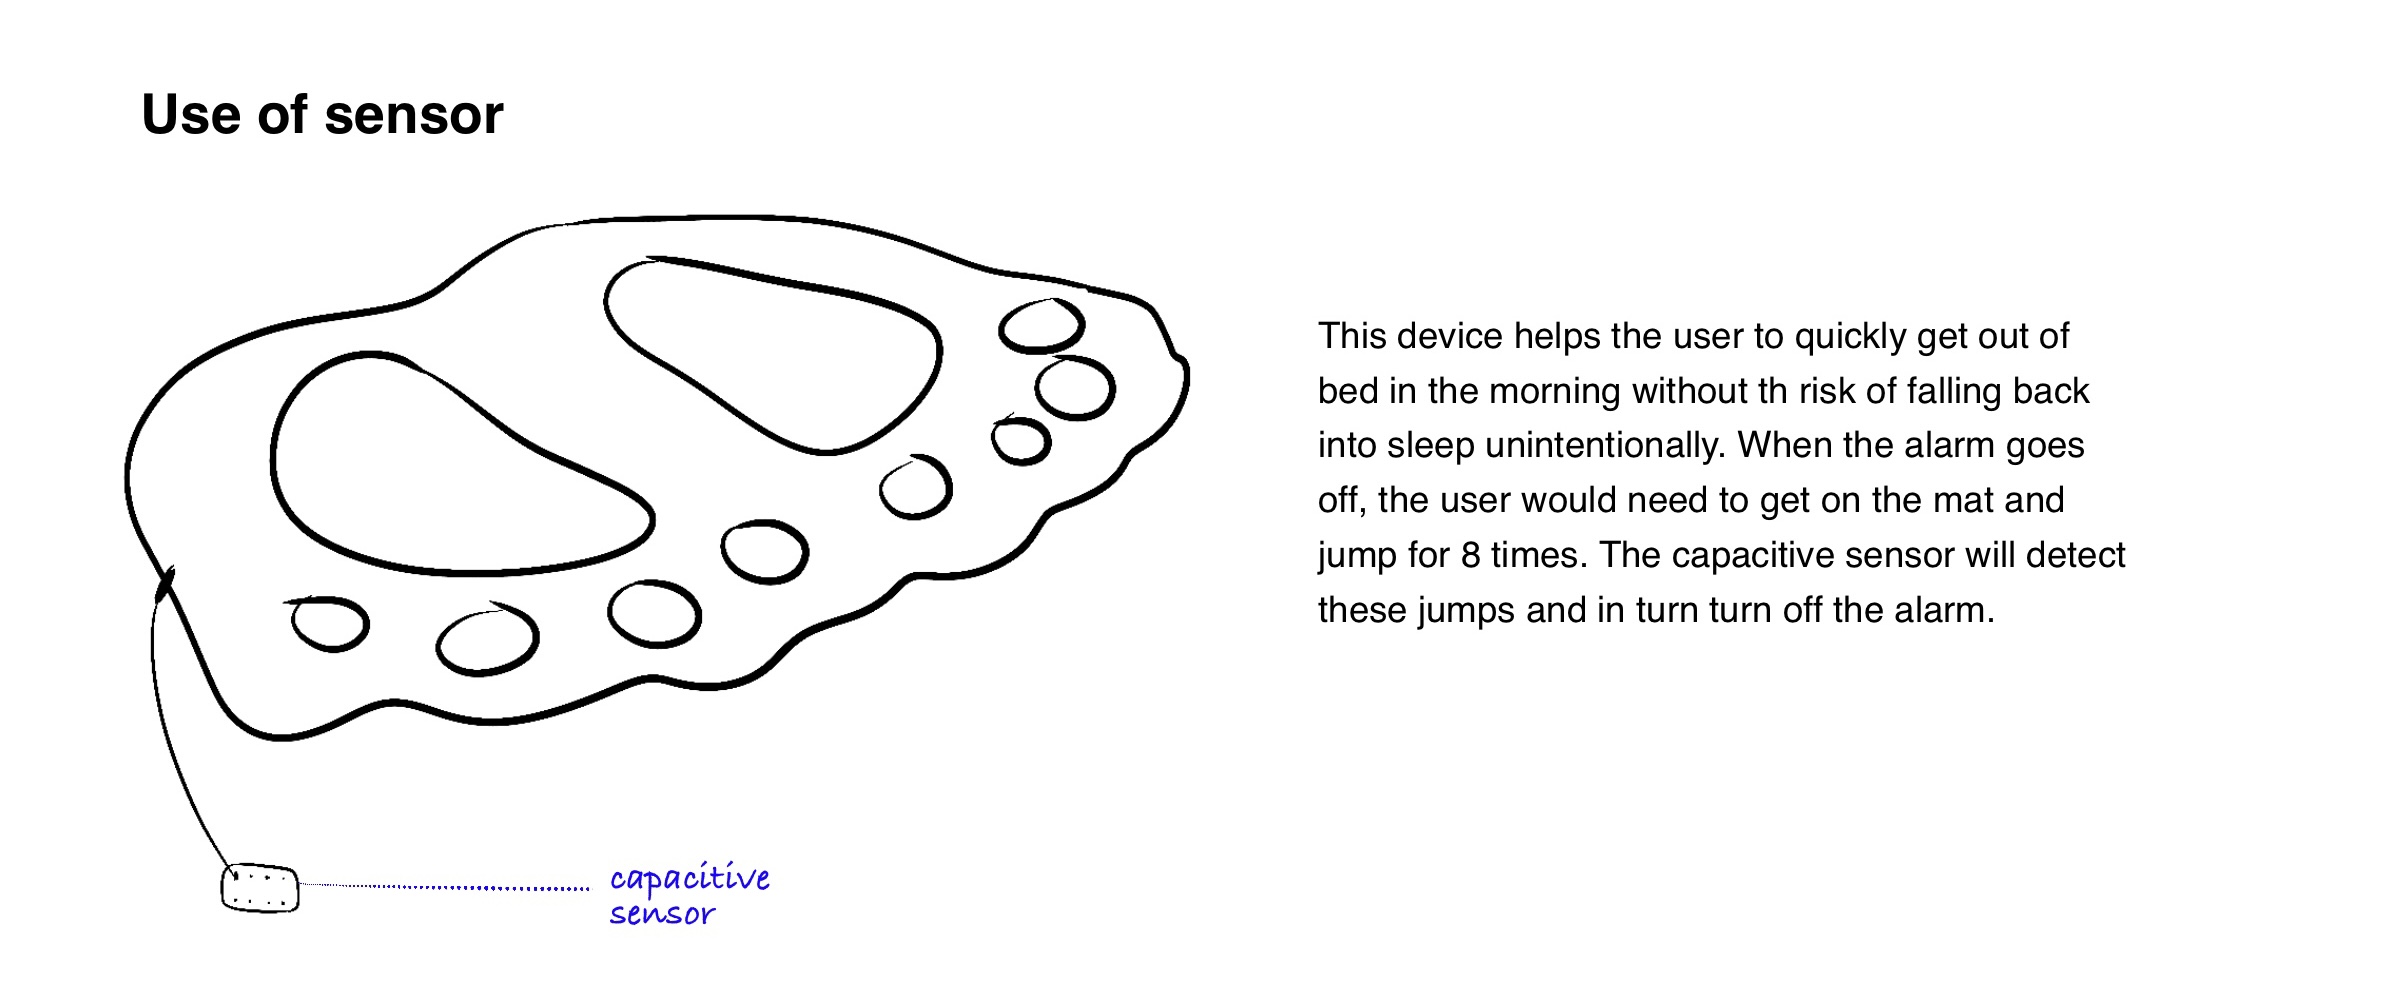 Use of sensor
This device helps the user to quickly get out of
bed in the morning without th risk of falling back
into sleep unintentionally. When the alarm goes
off, the user would need to get on the mat and
jump for 8 times. The capacitive sensor will detect
these jumps and in turn turn off the alarm.
capacitive
sensor